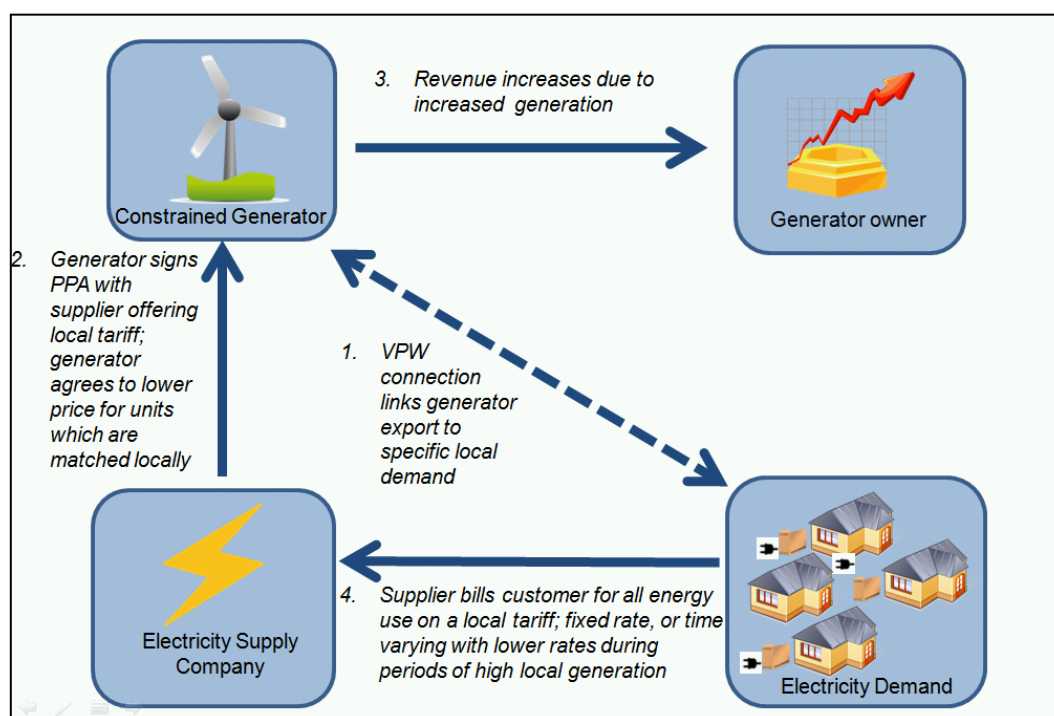 3. Revenue increases due to
increased generation
Constrained Generator
Generator owner
2. Generator signs
PPA with
supplier offering
local tariff;
generator
agrees to lower
price for units
which are
matched locally
1. VPW
connection
links generator
export to
specific local
demand
4. Supplier bills customer for all energy
use on a local tariff; fixed rate, or time
varying with lower rates during
periods of high local generation
Electricity Supply
Company
Electricity Demand